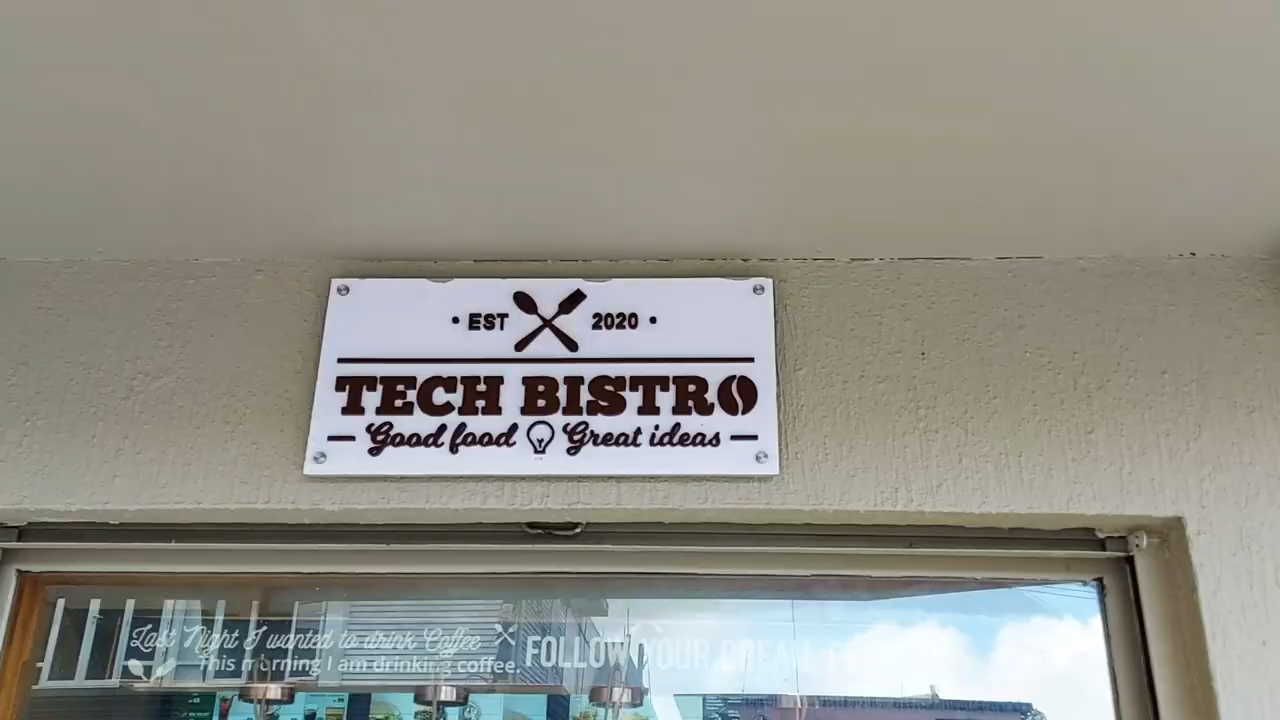 • EST 2020 •
TECH BISTRO
Good food Great ideas
Last Night I wanted to drink Coffee
This morning I am drinking coffee.
FOLLOW YOUR DREAM